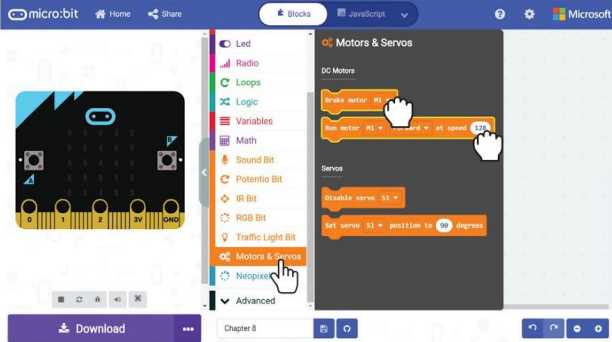 micro:bit
Home
Share
Blocks
JavaScript
Microsoft
Led
Radio
Loops
Logic
Variables
Math
Sound Bit
Potentio Bit
IR Bit
RGB Bit
Traffic Light Bit
Motors & Servos
Neopixel
Advanced
Motors & Servos
DC Motors
Brake motor M1
Run motor M1 forward at speed 128
Servos
Disable servo S1
Set servo S1 position to 90 degrees
B
A
0 1 2 3V GND
Download
Chapter 8